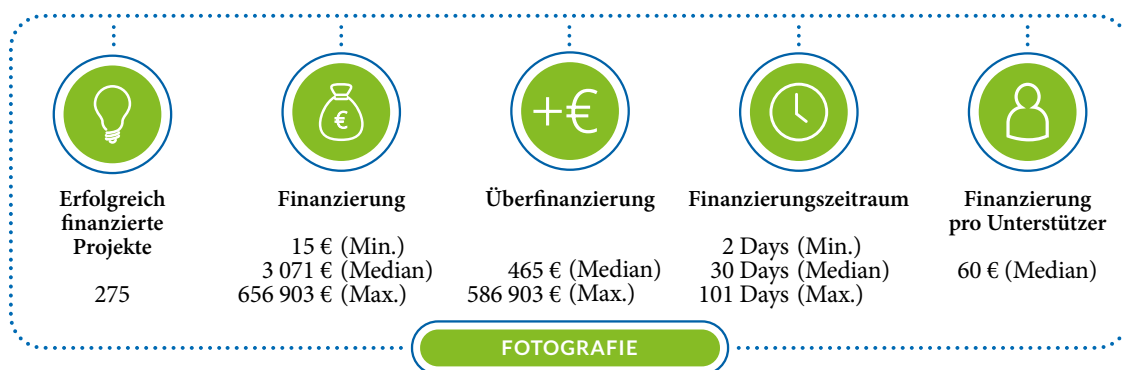 €
+€
Erfolgreich
finanzierte
Projekte
275
Finanzierung
15 € (Min.)
3 071 € (Median)
656 903 € (Max.)
Überfinanzierung
465 € (Median)
586 903 € (Max.)
Finanzierungszeitraum
2 Days (Min.)
30 Days (Median)
101 Days (Max.)
Finanzierung
pro Unterstützer
60 € (Median)
FOTOGRAFIE